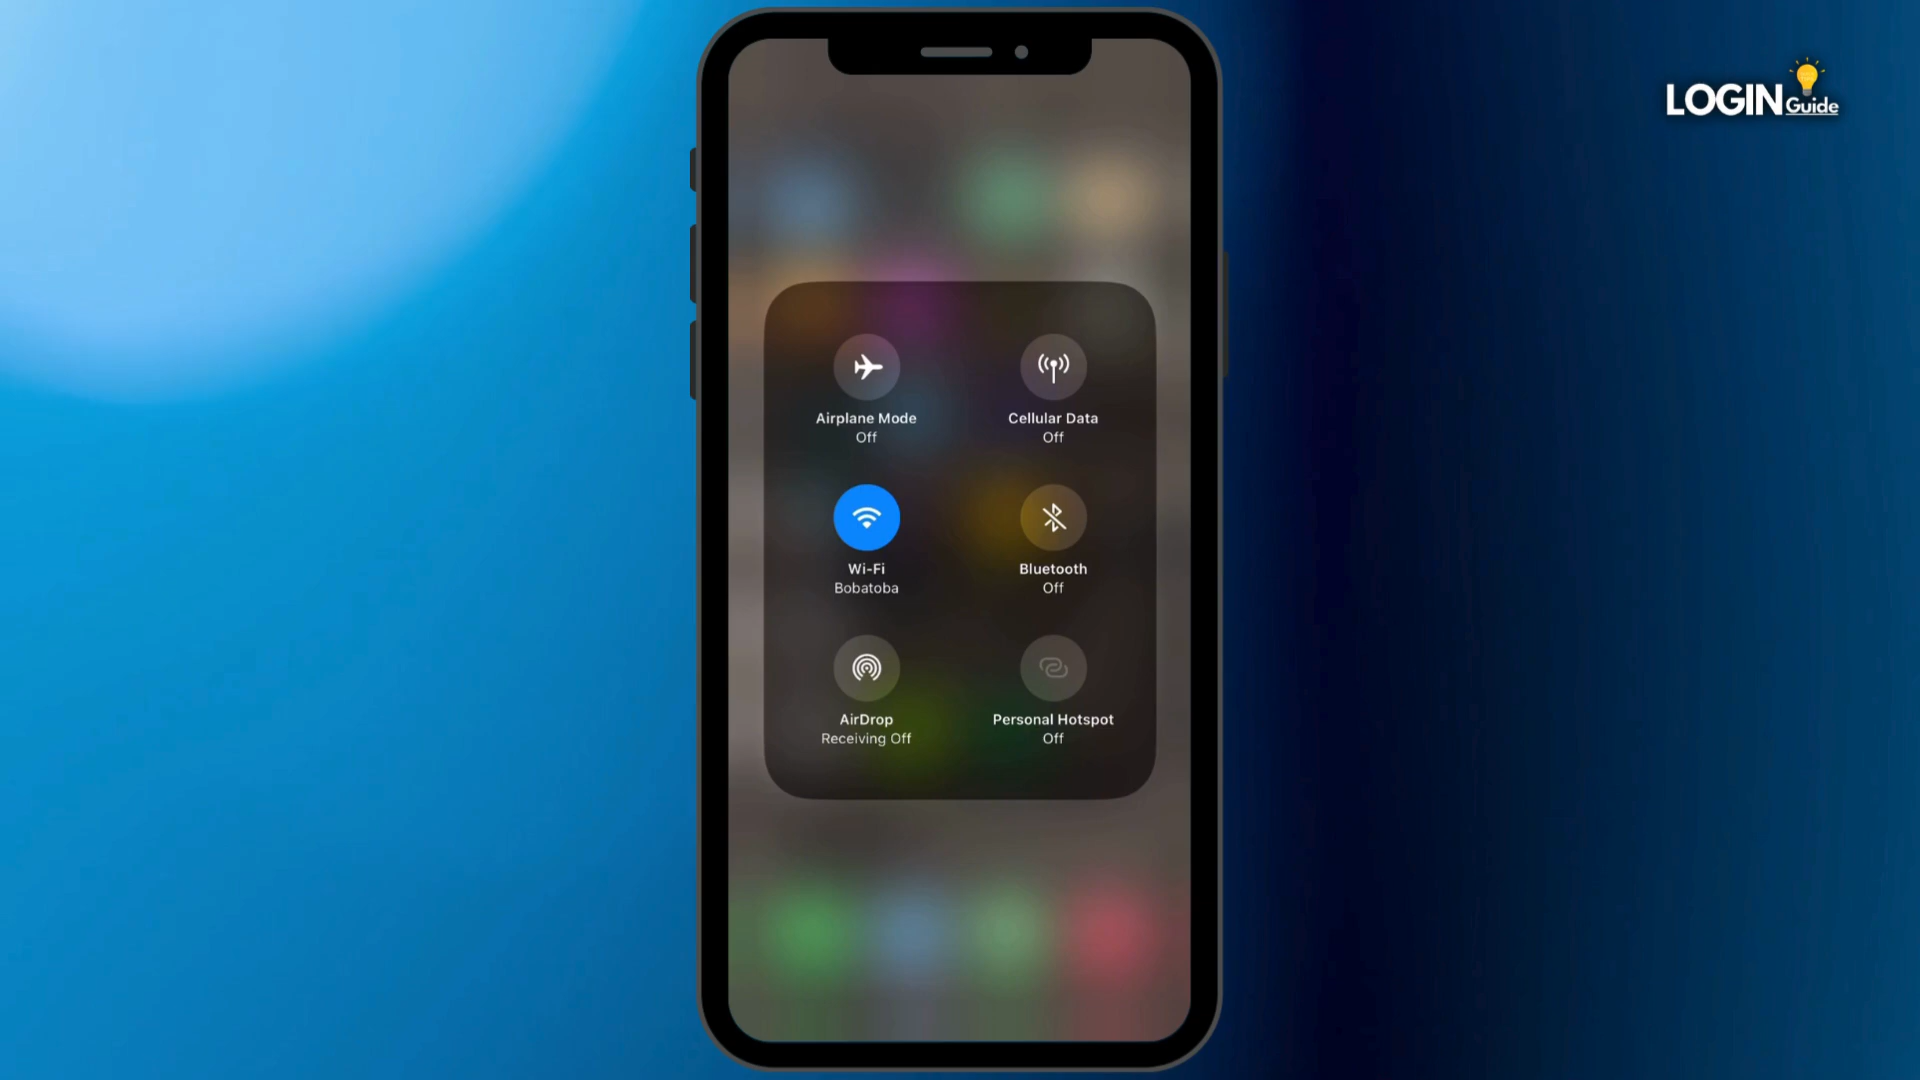 LOGIN Guide
Airplane Mode
Off
Cellular Data
Off
Wi-Fi
Bobatoba
Bluetooth
Off
AirDrop
Receiving Off
Personal Hotspot
Off